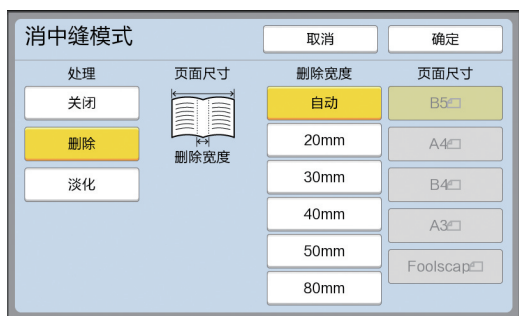 消中缝模式
取消
确定
处理
页面尺寸
删除宽度
页面尺寸
关闭
删除
淡化
删除宽度
自动
20mm
30mm
40mm
50mm
80mm
B5
A4
B4
A3
Foolscap